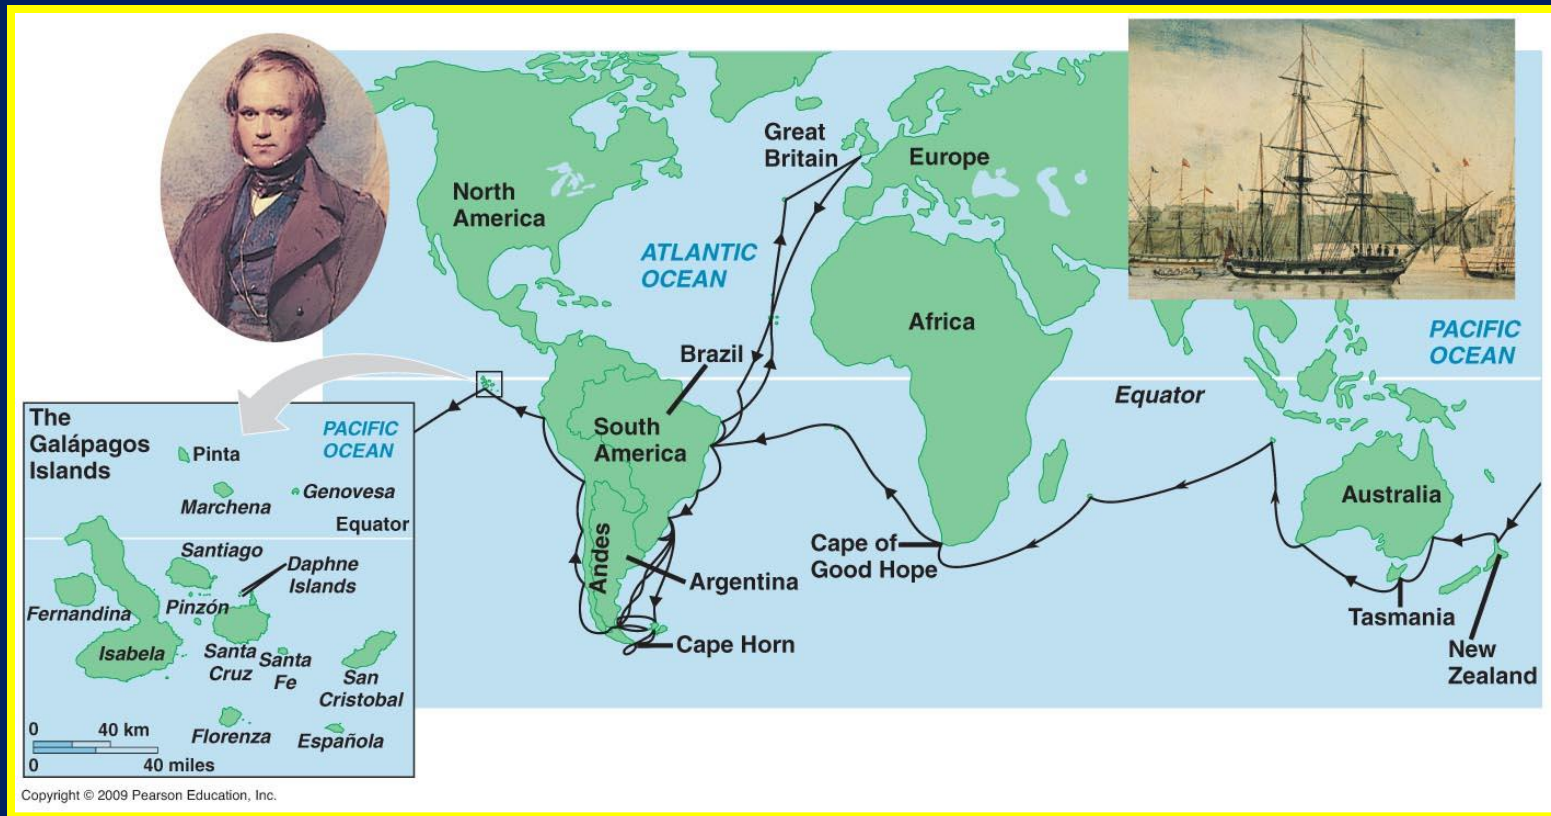 Great
Britain
Europe
North
America
ATLANTIC
OCEAN
Africa
PACIFIC
OCEAN
Brazil
Equator
South
America
Andes
Argentina
Cape Horn
Cape of
Good Hope
Australia
Tasmania
New
Zealand
The
Galápagos
Islands
PACIFIC
OCEAN
Pinta
Marchena
Genovesa
Equator
Santiago
Daphne
Islands
Fernandina
Pinzón
Isabela
Santa
Cruz
Santa
Fe
San
Cristobal
Florenza
Española
0 40 km
0 40 miles
Copyright © 2009 Pearson Education, Inc.